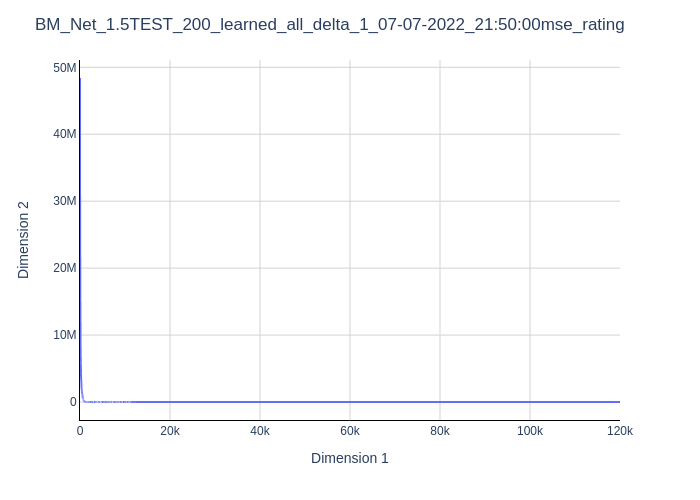 BM_Net_1.5TEST_200_learned_all_delta_1_07-07-2022_21:50:00mse_rating
50M
40M
30M
20M
10M
0
Dimension 2
0 20k 40k 60k 80k 100k 120k
Dimension 1